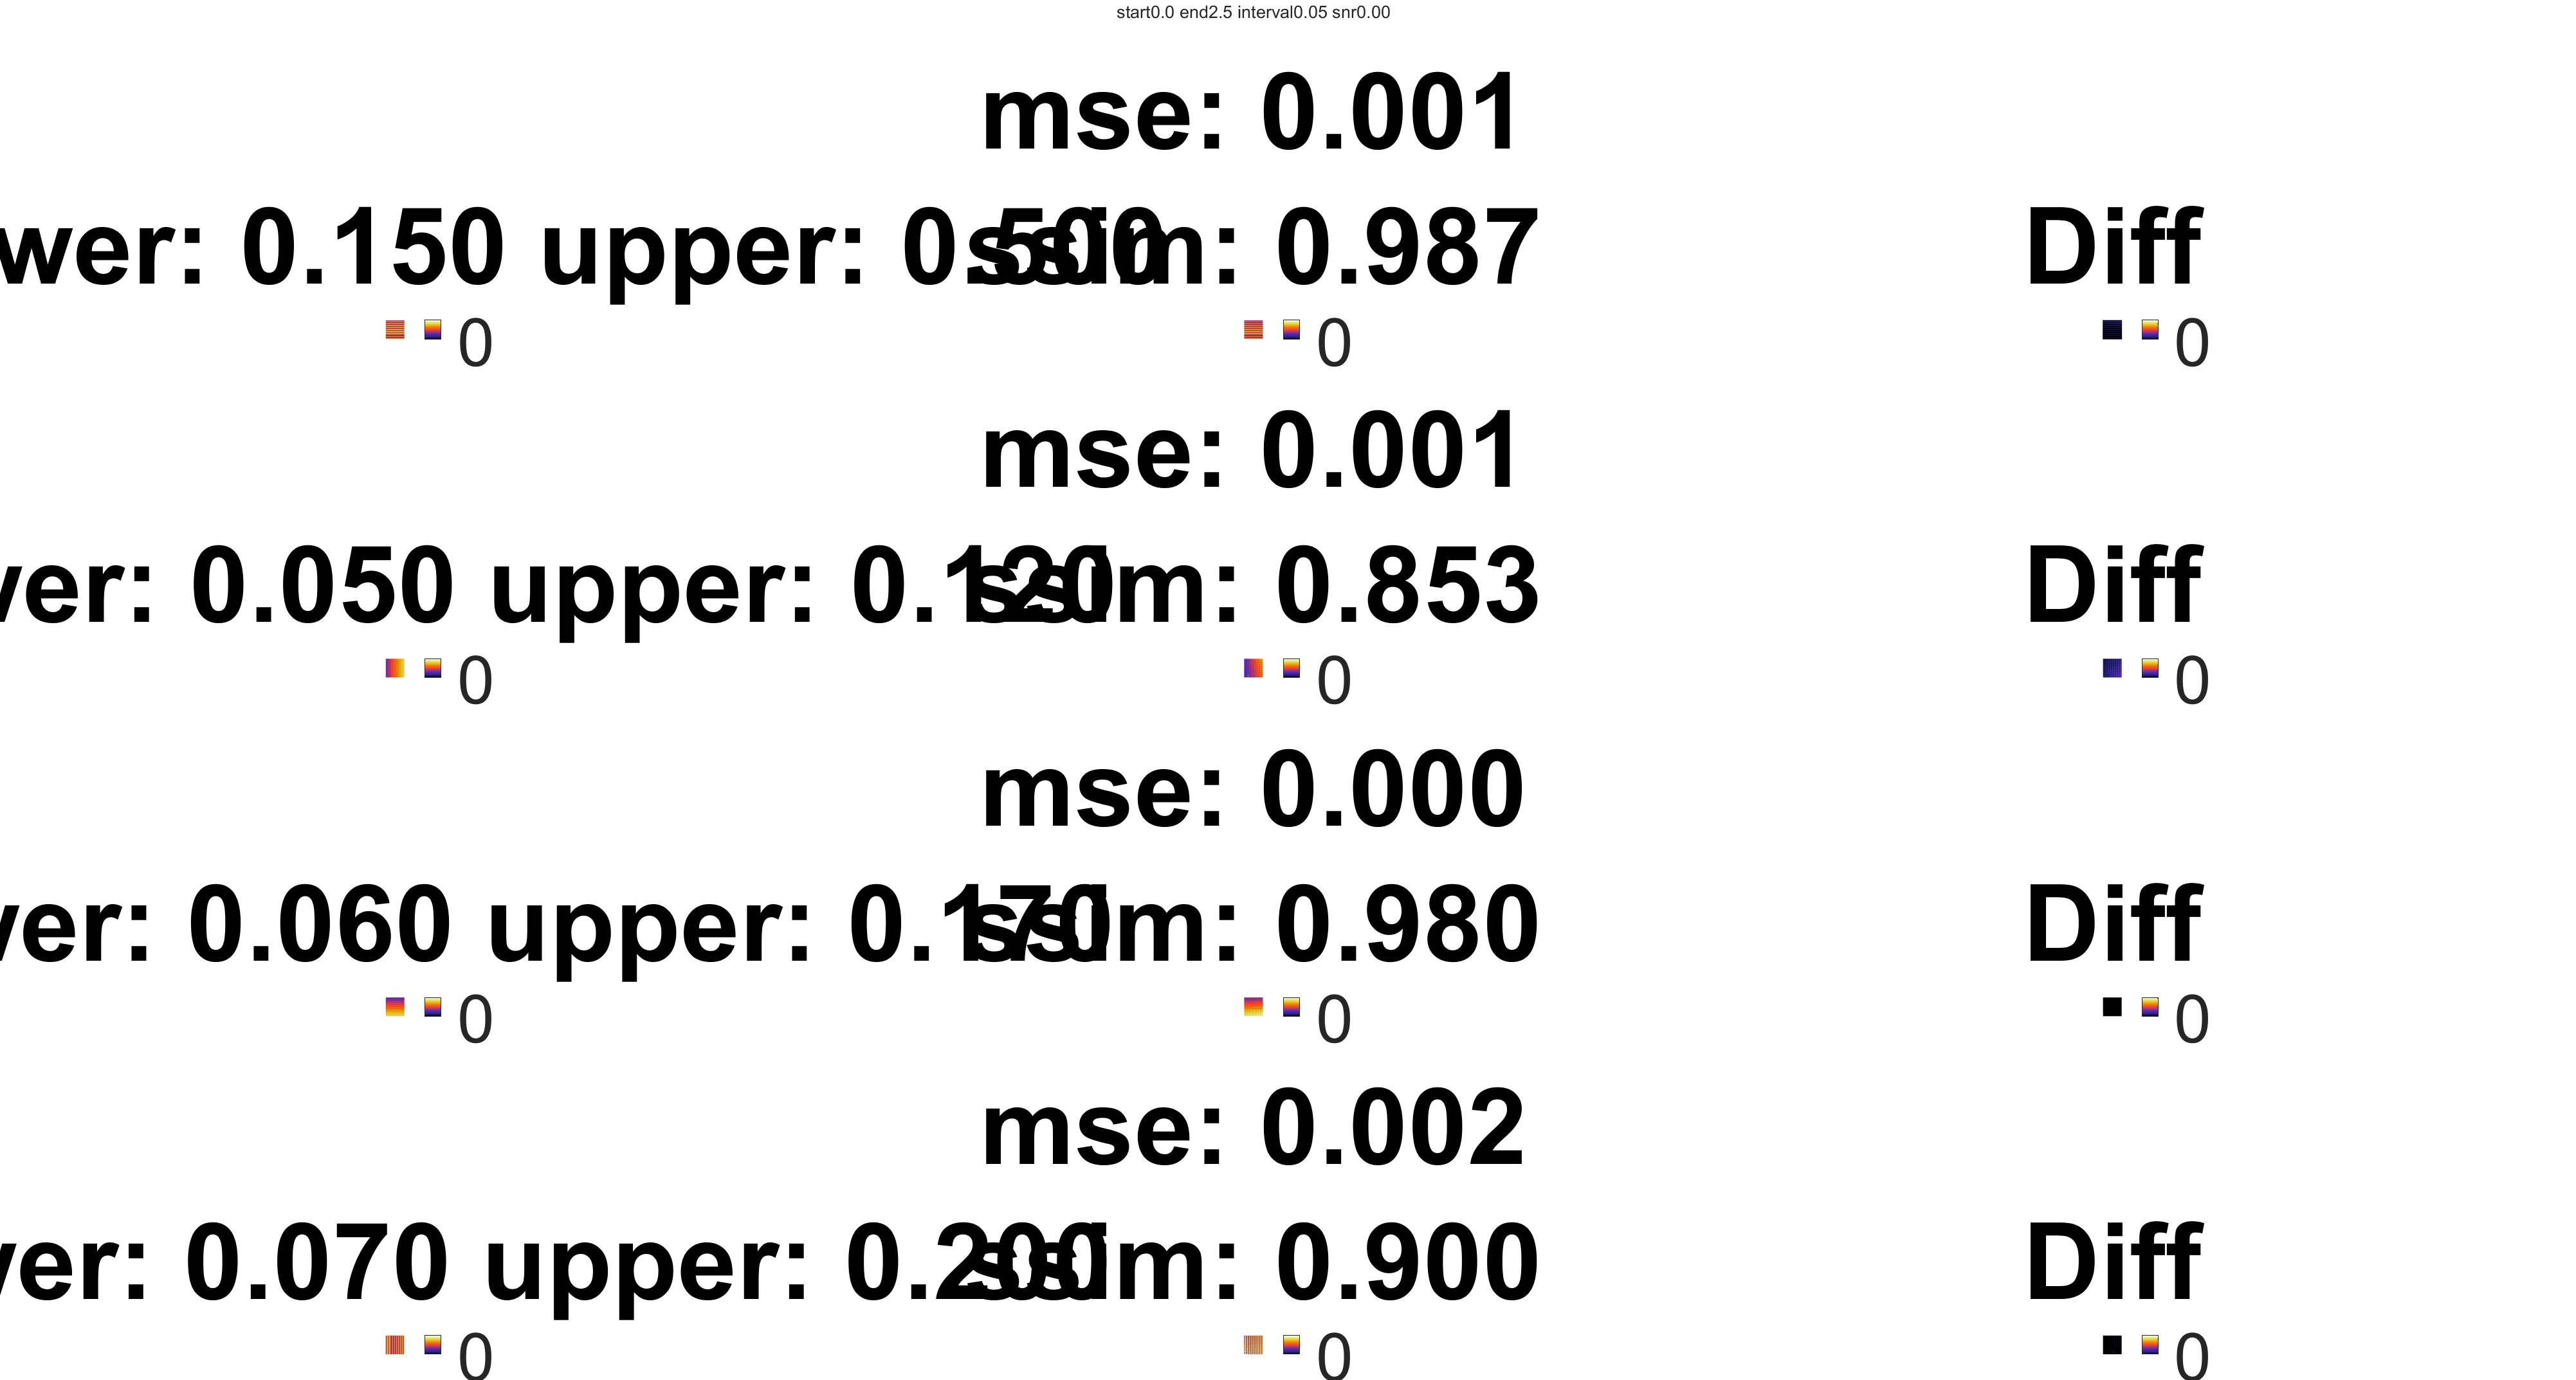 start0.0 end2.5 interval0.05 snr0.00
mse: 0.001
wer: 0.150 upper: 0.500
ssim: 0.987
Diff
0
0
0
mse: 0.001
ver: 0.050 upper: 0.120
ssim: 0.853
Diff
0
0
0
mse: 0.000
ver: 0.060 upper: 0.170
ssim: 0.980
Diff
0
0
0
mse: 0.002
ver: 0.070 upper: 0.200
ssim: 0.900
Diff
0
0
0